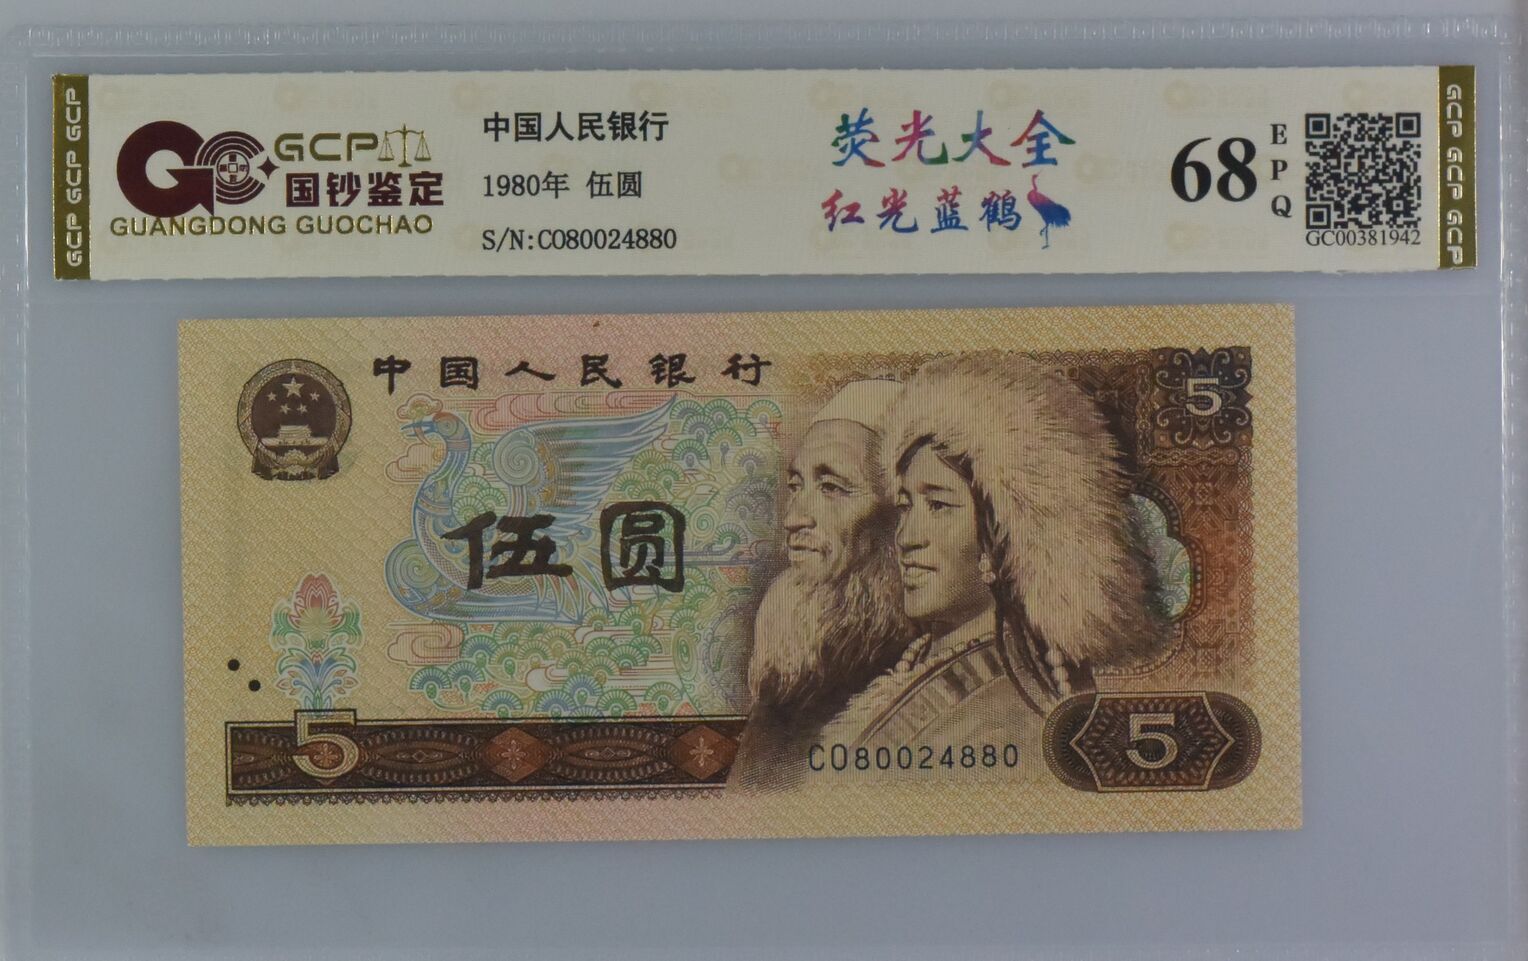 GCP GCP GCP
GCP
国钞鉴定
GUANGDONG GUOCHAO
中国人民银行
1980年 伍圆
S/N:CO80024880
荧光大全
红光蓝鹤
68
EPQ
GC00381942
GCP GCP GCP
中国人民银行
5
伍圆
5
CO80024880
5